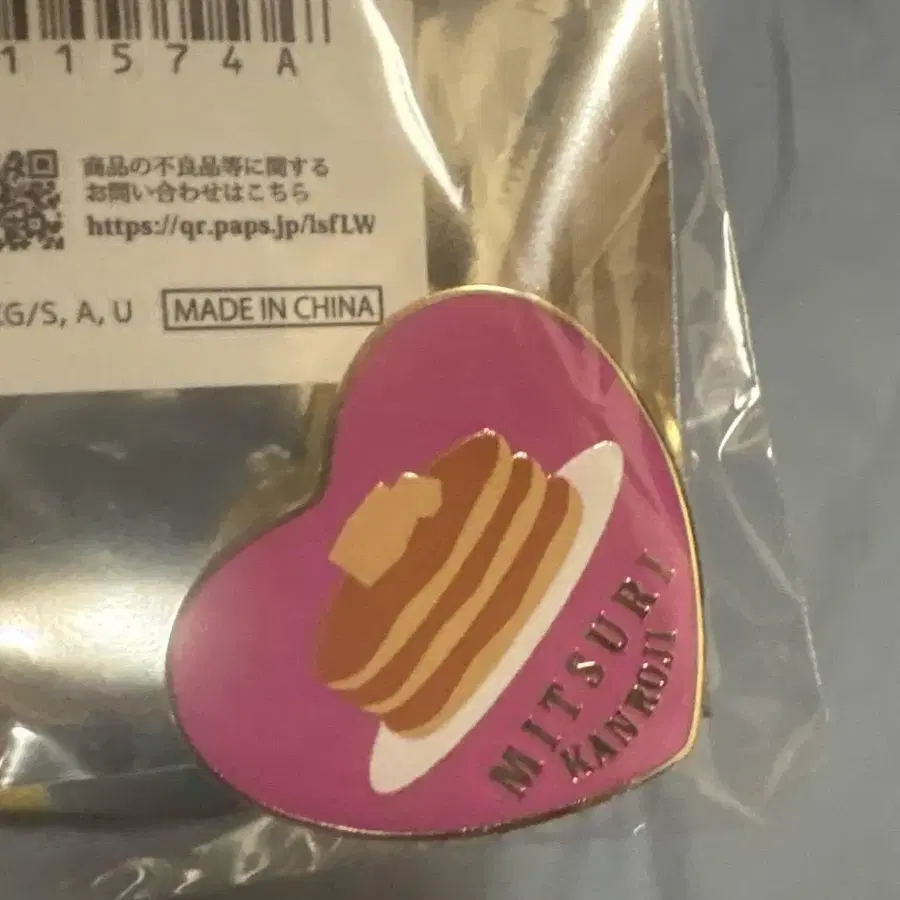 11574A
商品の不良品等に関する
お問い合わせはこちら
https://qr.paps.jp/lsfLW
G/S, A, U
MADE IN CHINA
MITSURI
KANROJI